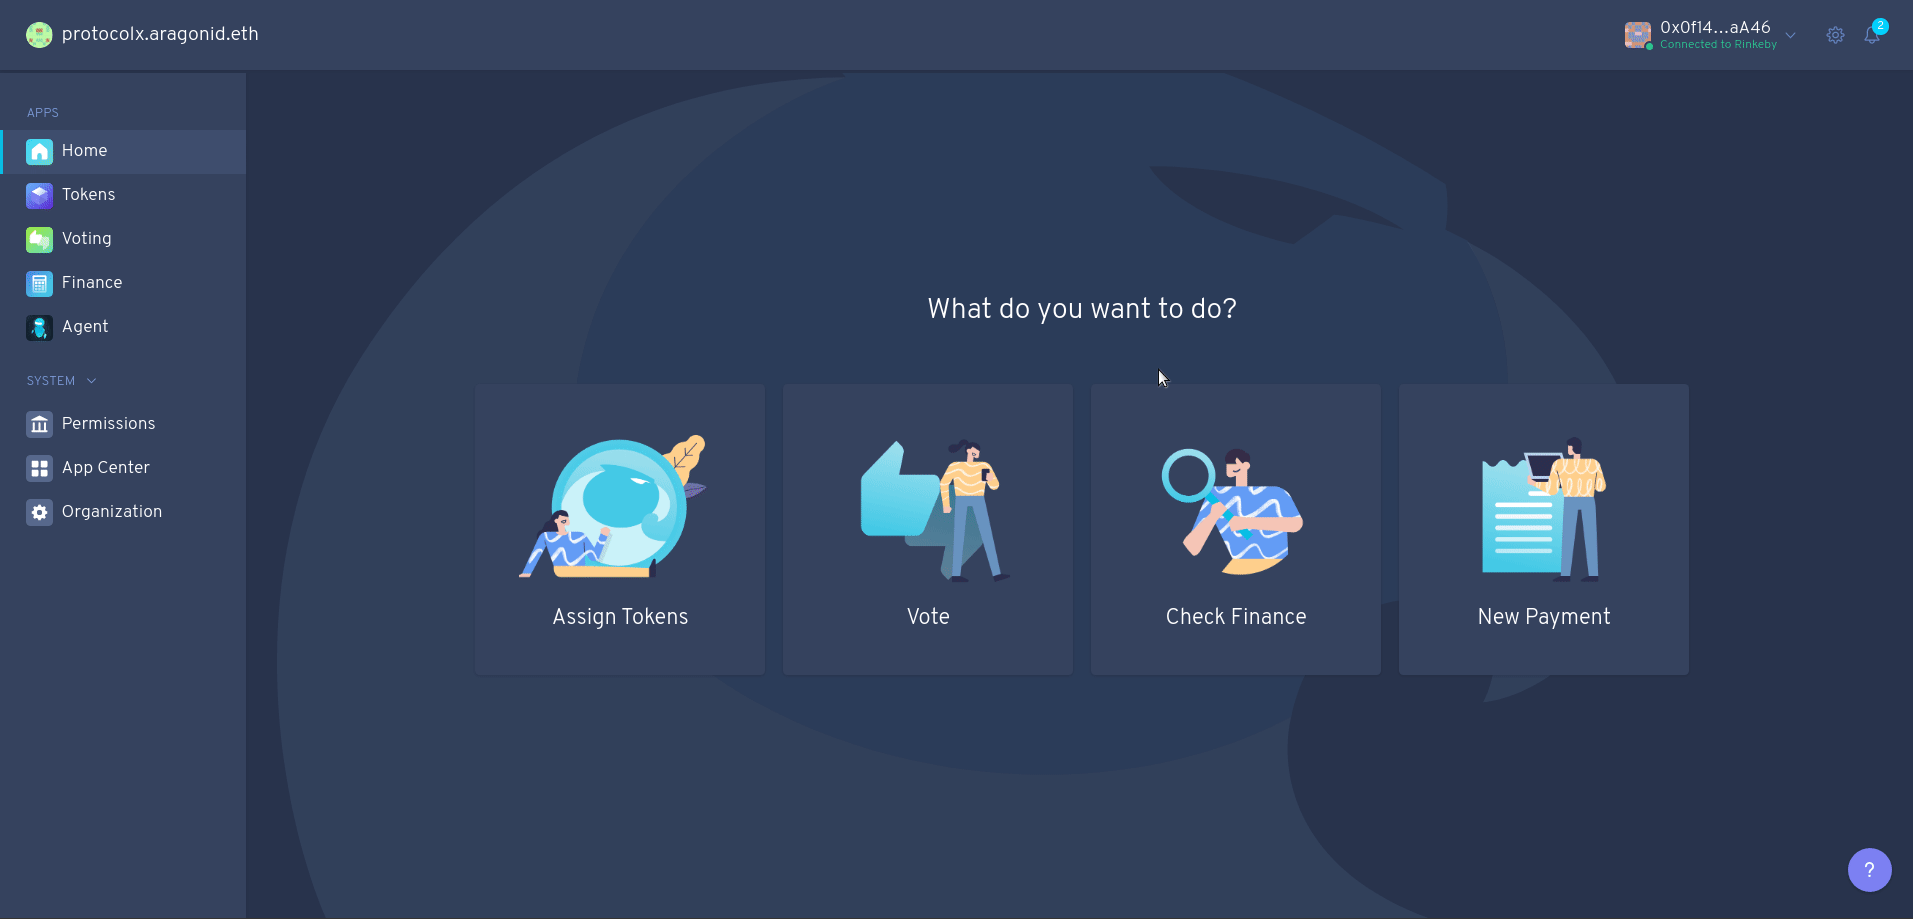 protocolx.aragonid.eth
0x0f14...aA46
Connected to Rinkeby
2
APPS
Home
Tokens
Voting
Finance
Agent
SYSTEM
Permissions
App Center
Organization
What do you want to do?
Assign Tokens
Vote
Check Finance
New Payment
?